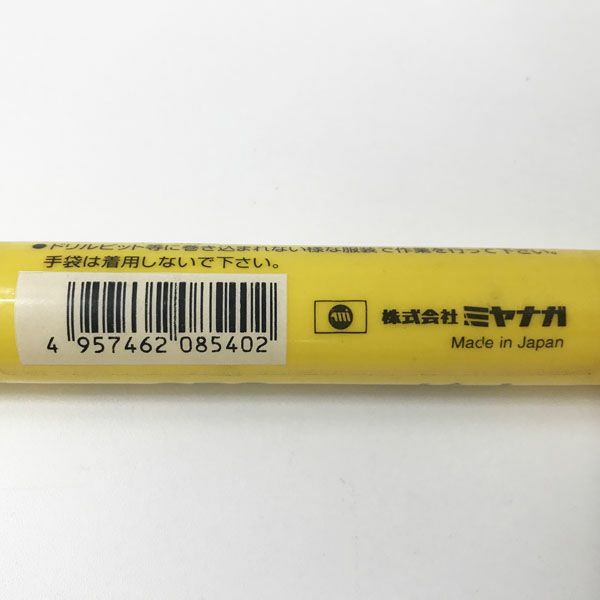 ●ドリルビット等に巻き込まれない様な服装で作業を行って下さい。
手袋は着用しないで下さい。
4 957462 085402
株式会社 ミヤナガ
Made in Japan